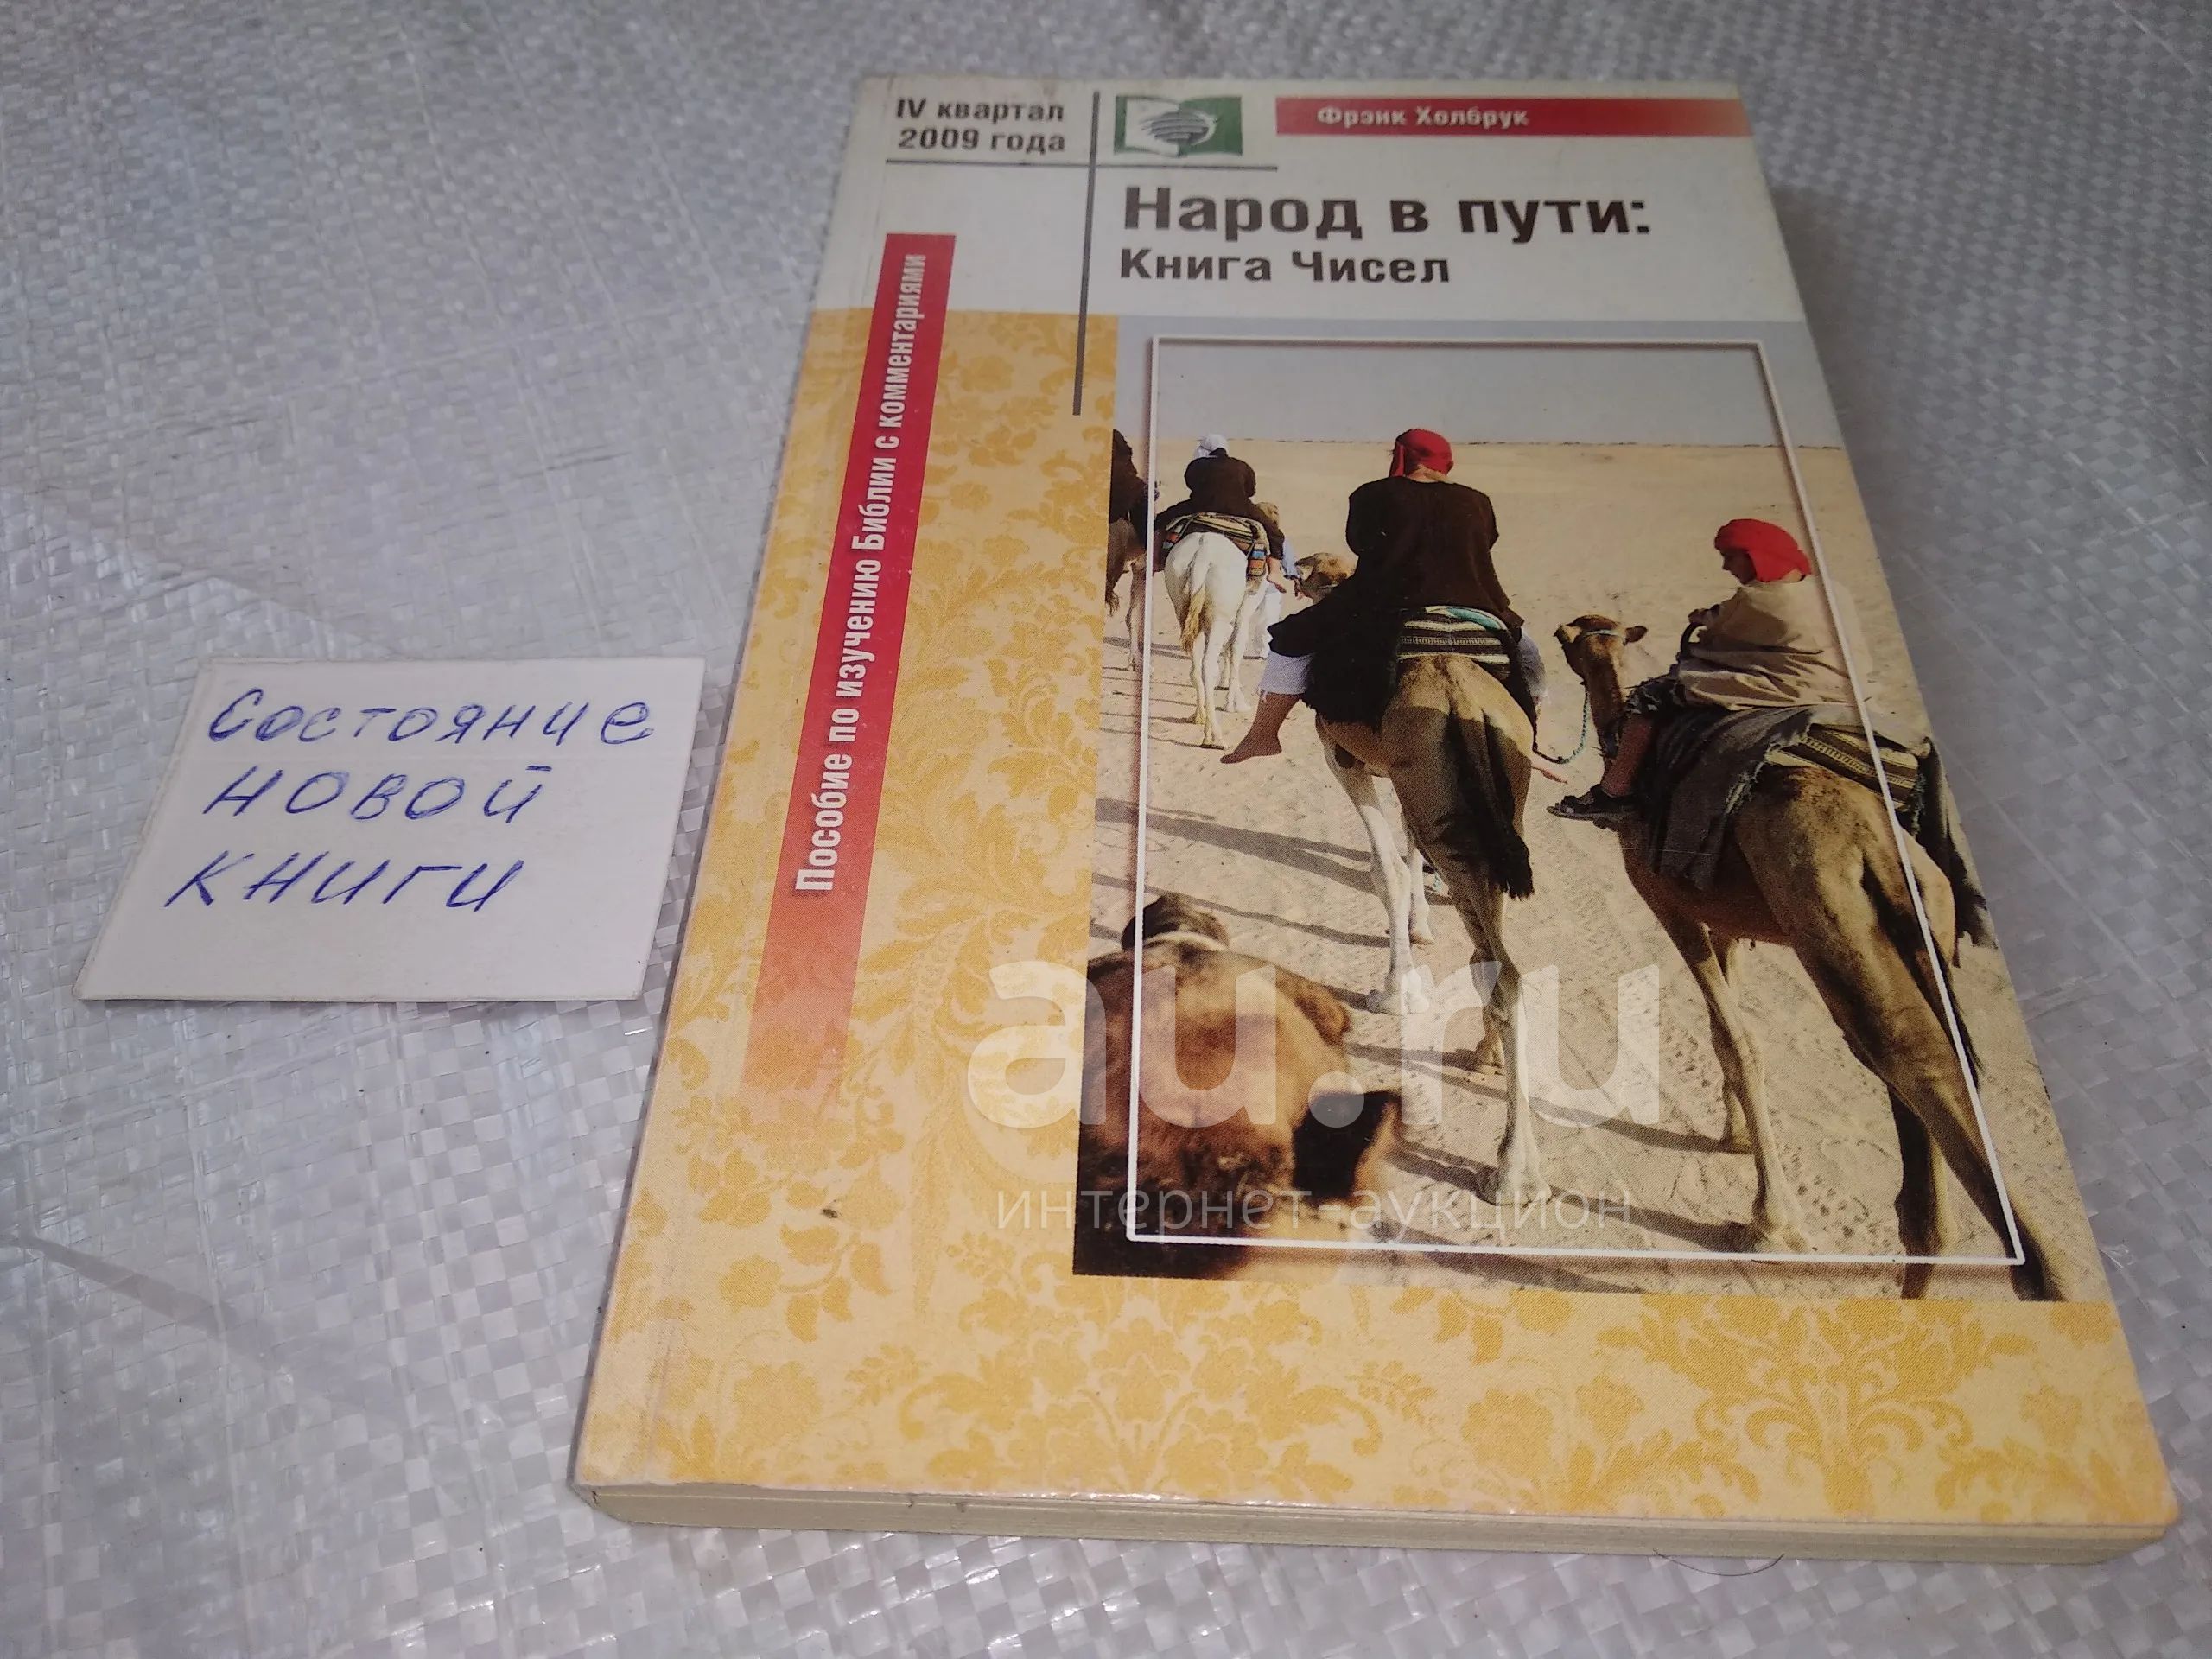 IV квартал
2009 года
Фрэнк Холбрук
Народ в пути:
Книга Чисел
Пособие по изучению Библии с комментариями
Состояние
новой
книги
au.ru
интернет-аукцион